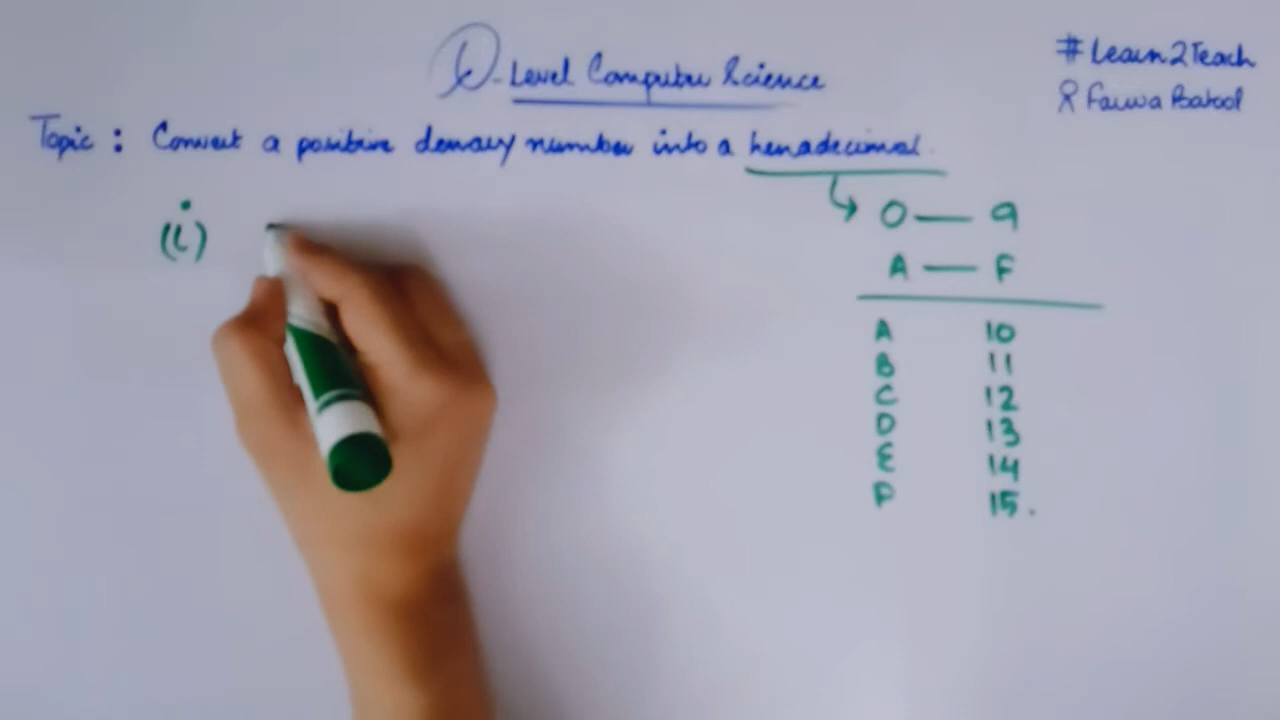 O-Level Computer Science
#Learn2Teach
Fawwa Batool
Topic: Convert a positive denary number into a hexadecimal.
0 — 9
A — F
A 10
B 11
C 12
D 13
E 14
F 15.
(i)